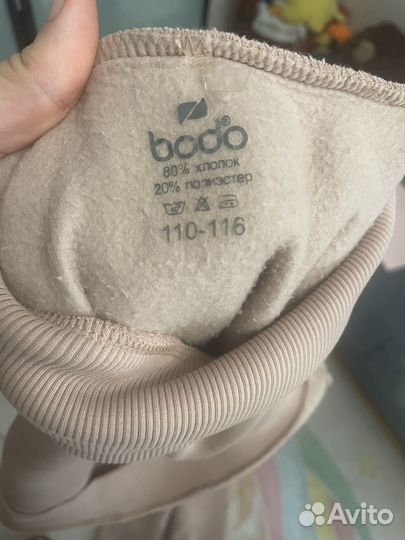 bodo®
80% хлопок
20% полиэстер
110-116
Avito